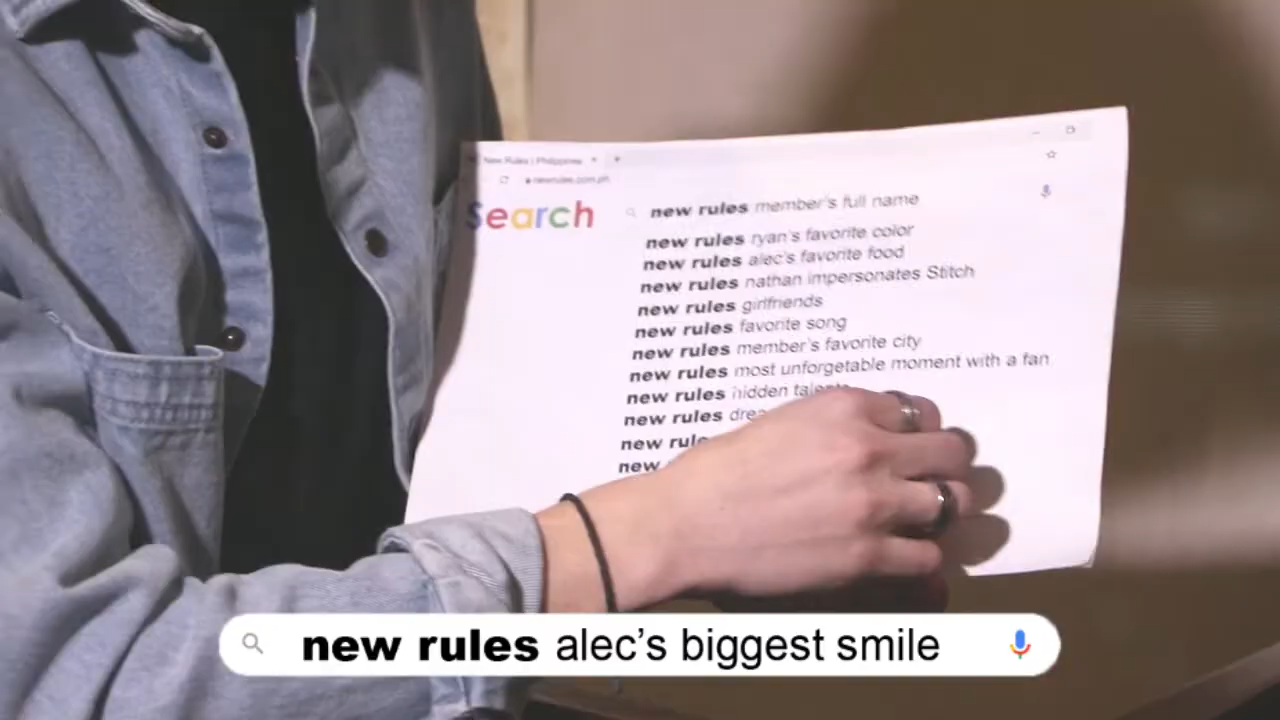 New Rules | Philippines
newrules.com.ph
Search
new rules member's full name
new rules ryan's favorite color
new rules alec's favorite food
new rules nathan impersonates Stitch
new rules girlfriends
new rules favorite song
new rules member's favorite city
new rules most unforgetable moment with a fan
new rules hidden talents
new rules
new
new
new rules alec's biggest smile